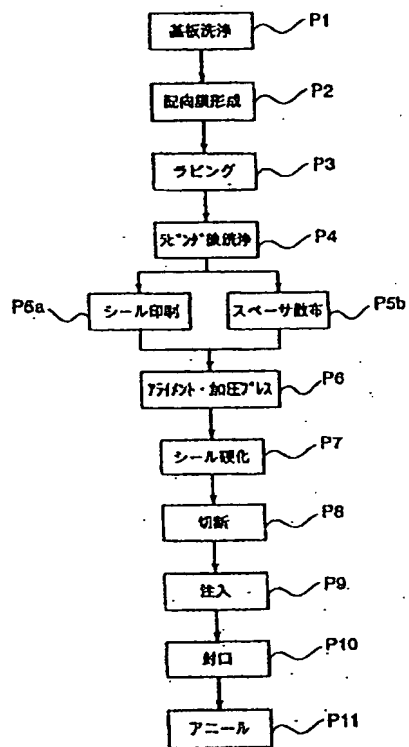 基板洗浄 P1
配向膜形成 P2
ラビング P3
ラビング後洗浄 P4
P5a シール印刷 スペーサ散布 P5b
アライメント・加圧プレス P6
シール硬化 P7
切断 P8
注入 P9
封口 P10
アニール P11